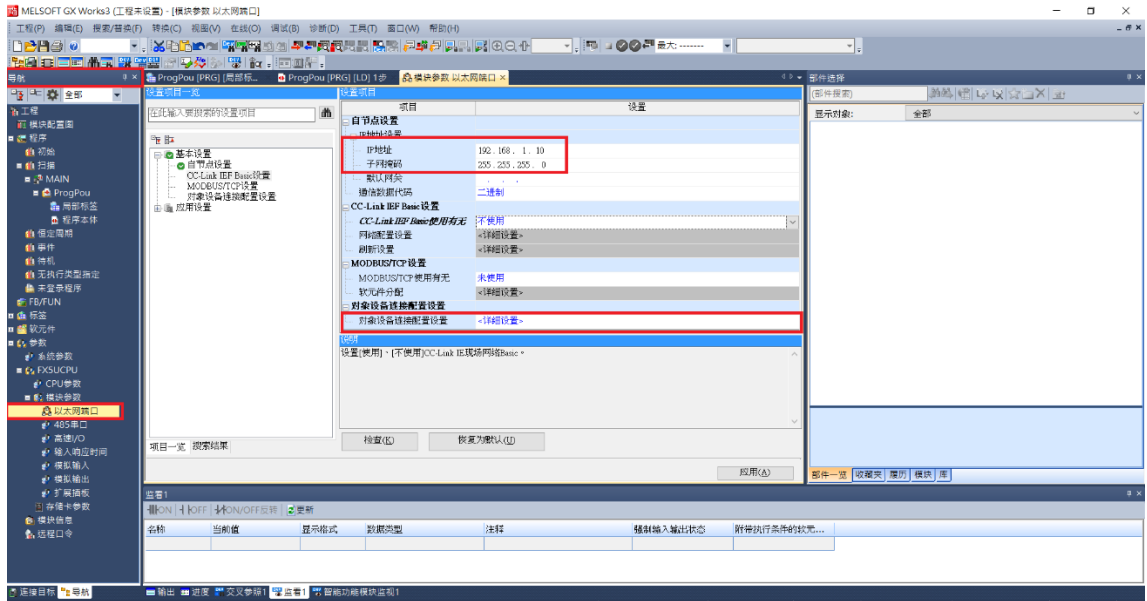 MELSOFT GX Works3 (工程未设置) - [模块参数 以太网端口]
工程(P) 编辑(E) 搜索/替换(F) 转换(C) 视图(V) 在线(O) 调试(B) 诊断(D) 工具(T) 窗口(W) 帮助(H)
最大: -------
导航
ProgPou [PRG] [局部标...
ProgPou [PRG] [LD] 1步
模块参数 以太网端口
部件选择
全部
设置项目一览
设置项目
(部件搜索)
在此输入要搜索的设置项目
项目
设置
显示对象:
全部
工程
模块配置图
程序
初始
扫描
MAIN
ProgPou
局部标签
程序本体
恒定周期
事件
待机
无执行类型指定
未登录程序
FB/FUN
标签
软元件
参数
系统参数
FX5UCPU
CPU参数
模块参数
以太网端口
485串口
高速I/O
输入响应时间
模拟输入
模拟输出
扩展插板
存储卡参数
模块信息
远程口令
基本设置
自节点设置
CC-Link IEF Basic设置
MODBUS/TCP设置
对象设备连接配置设置
应用设置
项目一览 搜索结果
自节点设置
IP地址设置
IP地址 192.168. 1. 10
子网掩码 255.255.255. 0
默认网关 . . .
通信数据代码 二进制
CC-Link IEF Basic 设置
CC-Link IEF Basic使用有无 不使用
网络配置设置 <详细设置>
刷新设置 <详细设置>
MODBUS/TCP 设置
MODBUS/TCP 使用有无 未使用
软元件分配 <详细设置>
对象设备连接配置设置
对象设备连接配置设置 <详细设置>
说明
设置[使用]、[不使用]CC-Link IE现场网络Basic。
检查(K)
恢复为默认(U)
应用(A)
部件一览 收藏夹 履历 模块 库
监看1
ON OFF ON/OFF反转 更新
名称 当前值 显示格式 数据类型 注释 强制输入输出状态 附带执行条件的软元...
连接目标 导航
输出 进度 交叉参照1 监看1 智能功能模块监视1